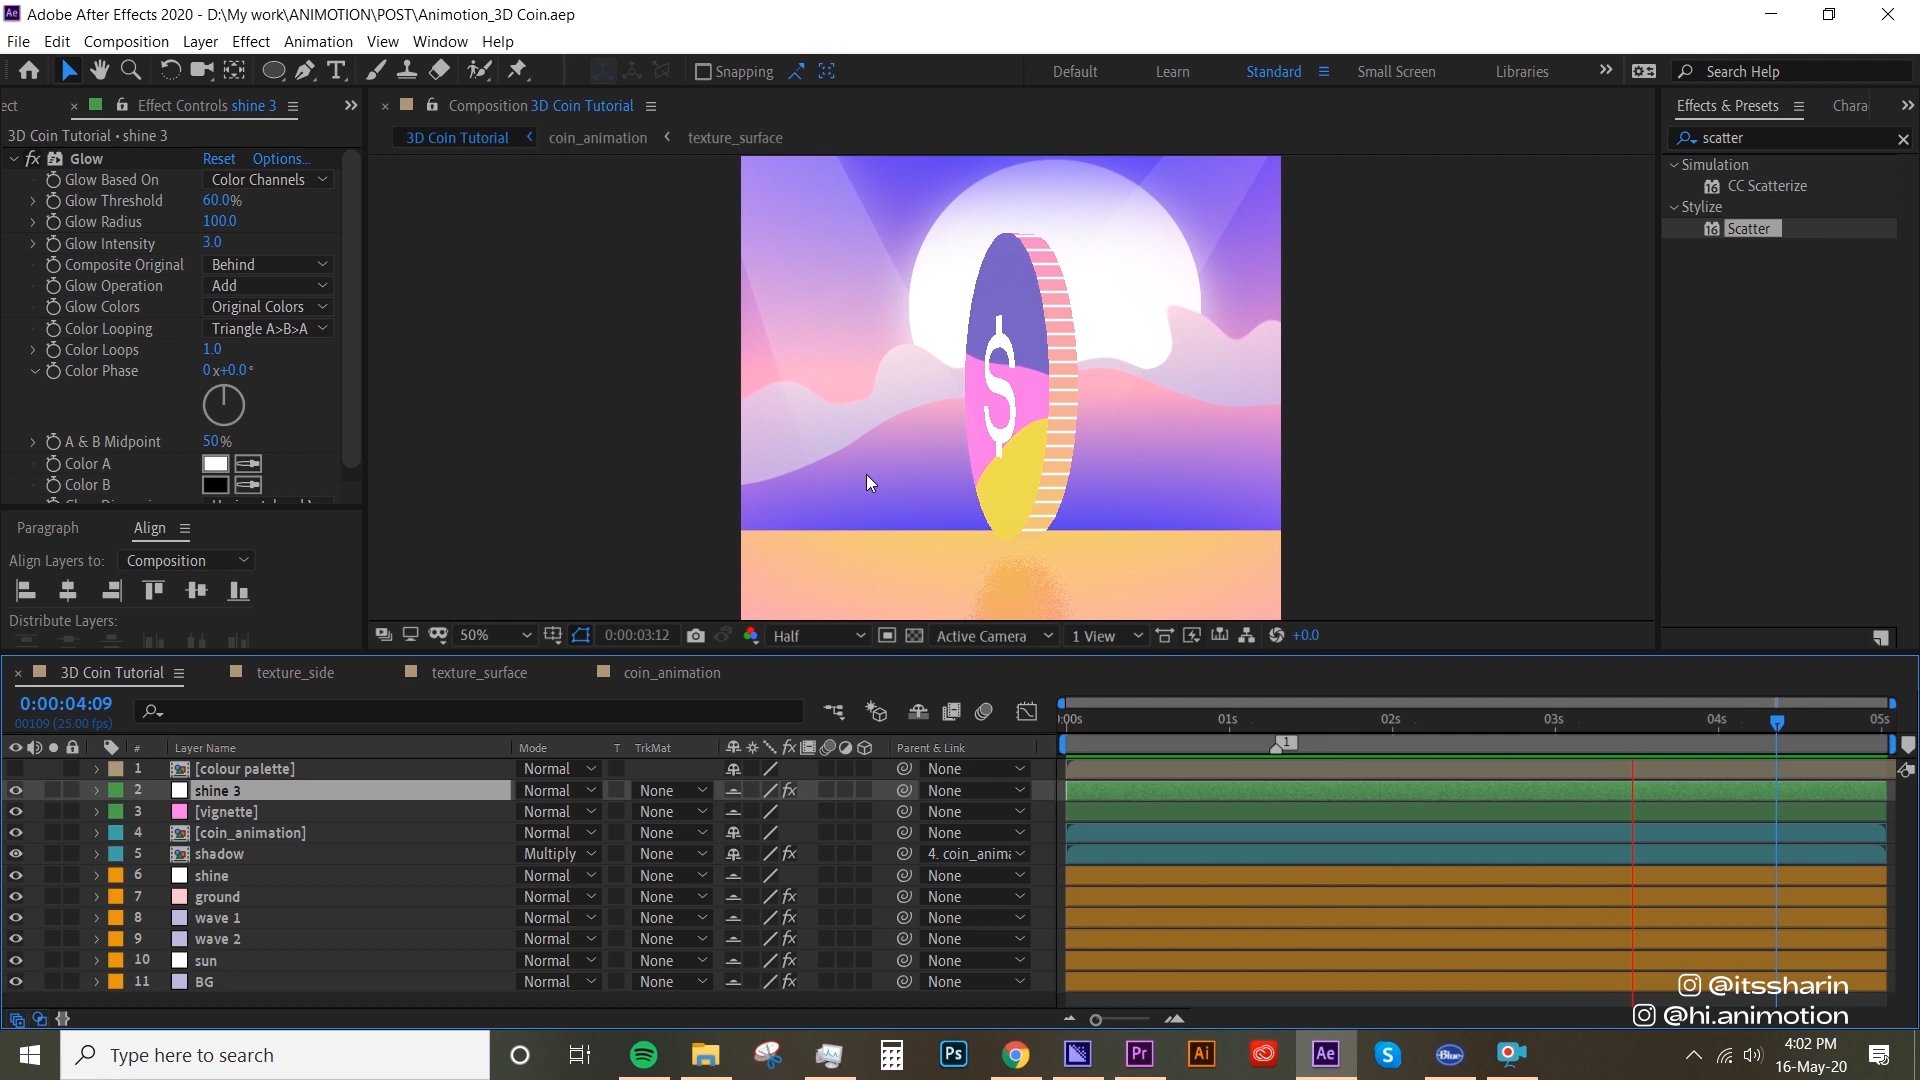 Adobe After Effects 2020 - D:\My work\ANIMOTION\POST\Animotion_3D Coin.aep
File Edit Composition Layer Effect Animation View Window Help
Snapping Default Learn Standard Small Screen Libraries Search Help
ect Effect Controls shine 3 Composition 3D Coin Tutorial Effects & Presets Chara
3D Coin Tutorial • shine 3 3D Coin Tutorial coin_animation texture_surface scatter
fx Glow Reset Options...
Glow Based On Color Channels
Glow Threshold 60.0%
Glow Radius 100.0
Glow Intensity 3.0
Composite Original Behind
Glow Operation Add
Glow Colors Original Colors
Color Looping Triangle A>B>A
Color Loops 1.0
Color Phase 0x+0.0°
A & B Midpoint 50%
Color A
Color B
Simulation
CC Scatterize
Stylize
Scatter
$
Paragraph Align
Align Layers to: Composition
Distribute Layers:
50% 0:00:03:12 Half Active Camera 1 View +0.0
3D Coin Tutorial texture_side texture_surface coin_animation
0:00:04:09
00109 (25.00 fps)
):00s 01s 02s 03s 04s 05s
# Layer Name Mode T TrkMat fx Parent & Link 1
1 [colour palette] Normal None
2 shine 3 Normal None fx None
3 [vignette] Normal None None
4 [coin_animation] Normal None None
5 shadow Multiply None fx 4. coin_anima
6 shine Normal None None
7 ground Normal None fx None
8 wave 1 Normal None fx None
9 wave 2 Normal None fx None
10 sun Normal None fx None
11 BG Normal None fx None
@itssharin
@hi.animotion
Type here to search Ps Pr Ai Ae S Blue 4:02 PM
16-May-20